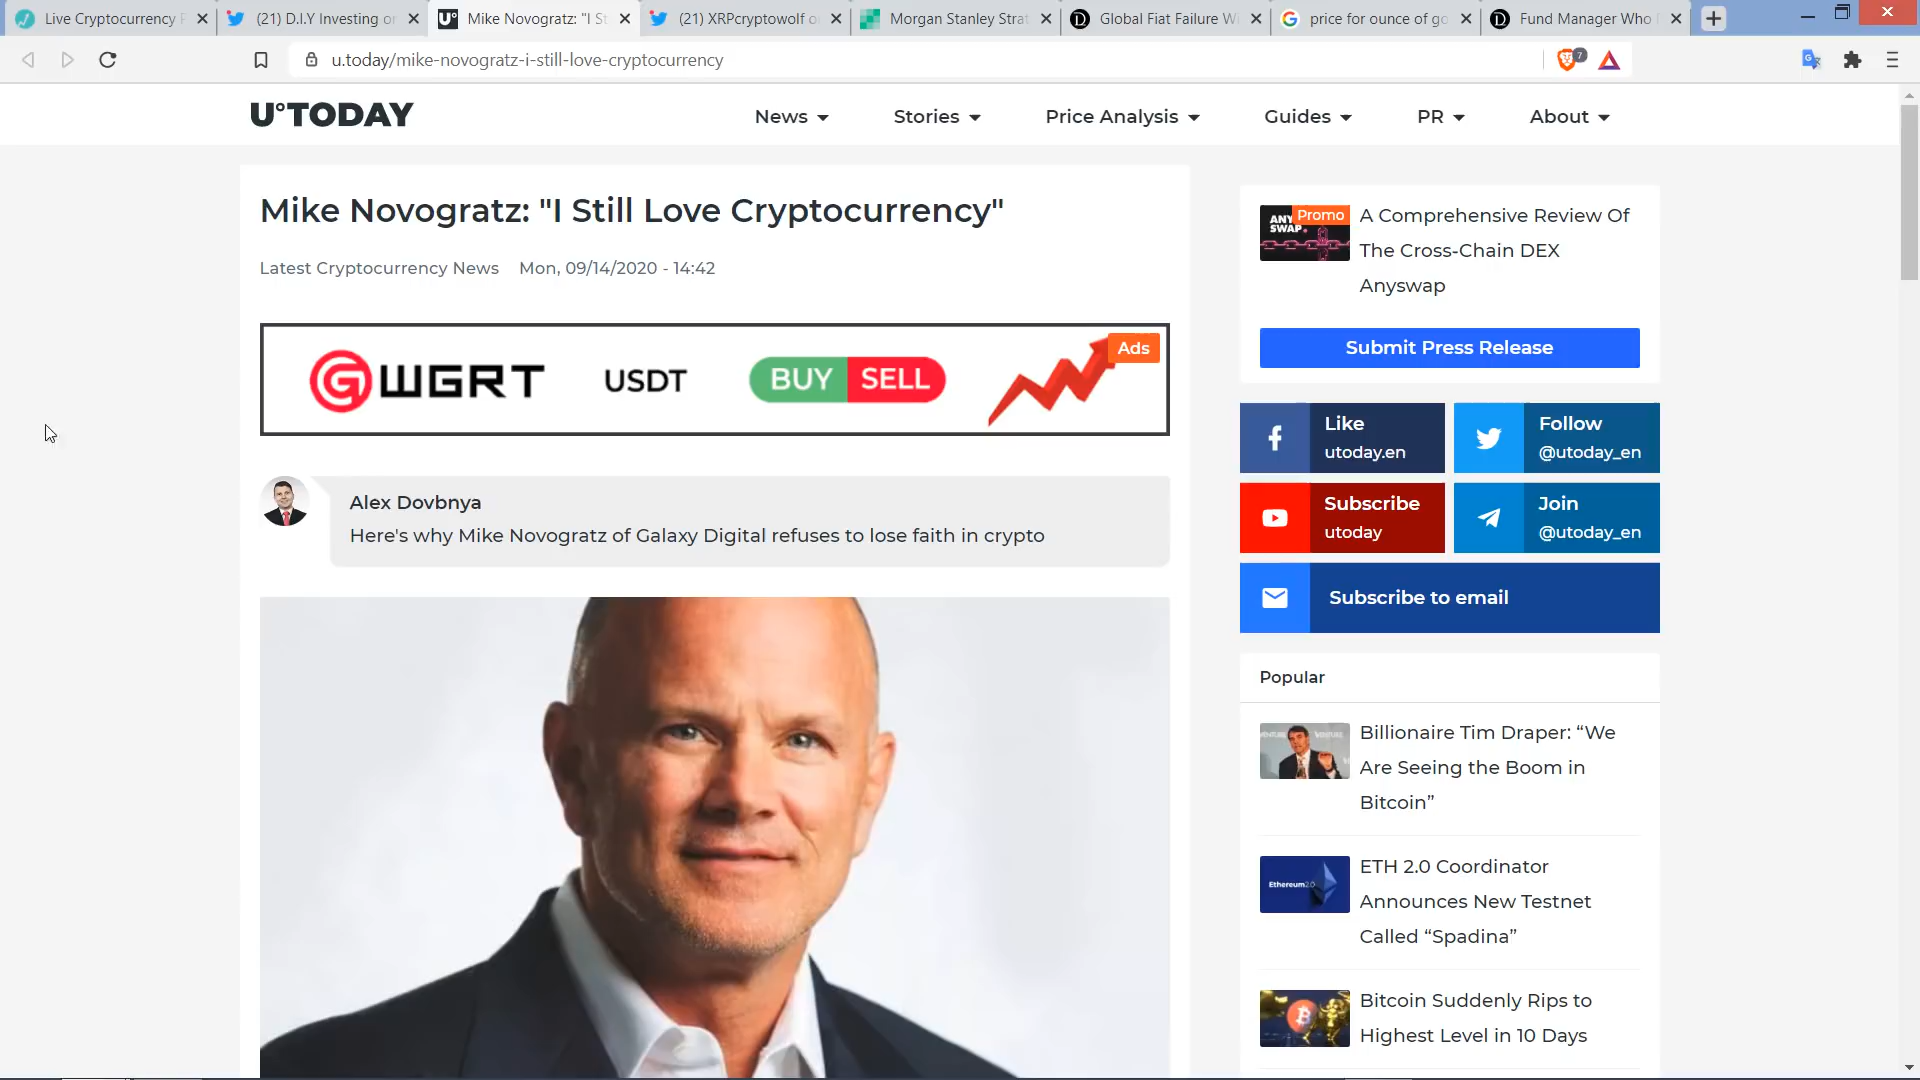 Live Cryptocurrency P
(21) D.I.Y Investing o
Mike Novogratz: "I St
(21) XRPcryptowolf o
Morgan Stanley Strat
Global Fiat Failure Wi
price for ounce of go
Fund Manager Who
u.today/mike-novogratz-i-still-love-cryptocurrency
7
U°TODAY
News
Stories
Price Analysis
Guides
PR
About
Mike Novogratz: "I Still Love Cryptocurrency"
Latest Cryptocurrency News Mon, 09/14/2020 - 14:42
WGRT USDT BUY SELL
Ads
Alex Dovbnya
Here's why Mike Novogratz of Galaxy Digital refuses to lose faith in crypto
ANY
SWAP.
Promo
A Comprehensive Review Of
The Cross-Chain DEX
Anyswap
Submit Press Release
Like
utoday.en
Follow
@utoday_en
Subscribe
utoday
Join
@utoday_en
Subscribe to email
Popular
Billionaire Tim Draper: “We
Are Seeing the Boom in
Bitcoin”
Ethereum2.0
ETH 2.0 Coordinator
Announces New Testnet
Called “Spadina”
Bitcoin Suddenly Rips to
Highest Level in 10 Days